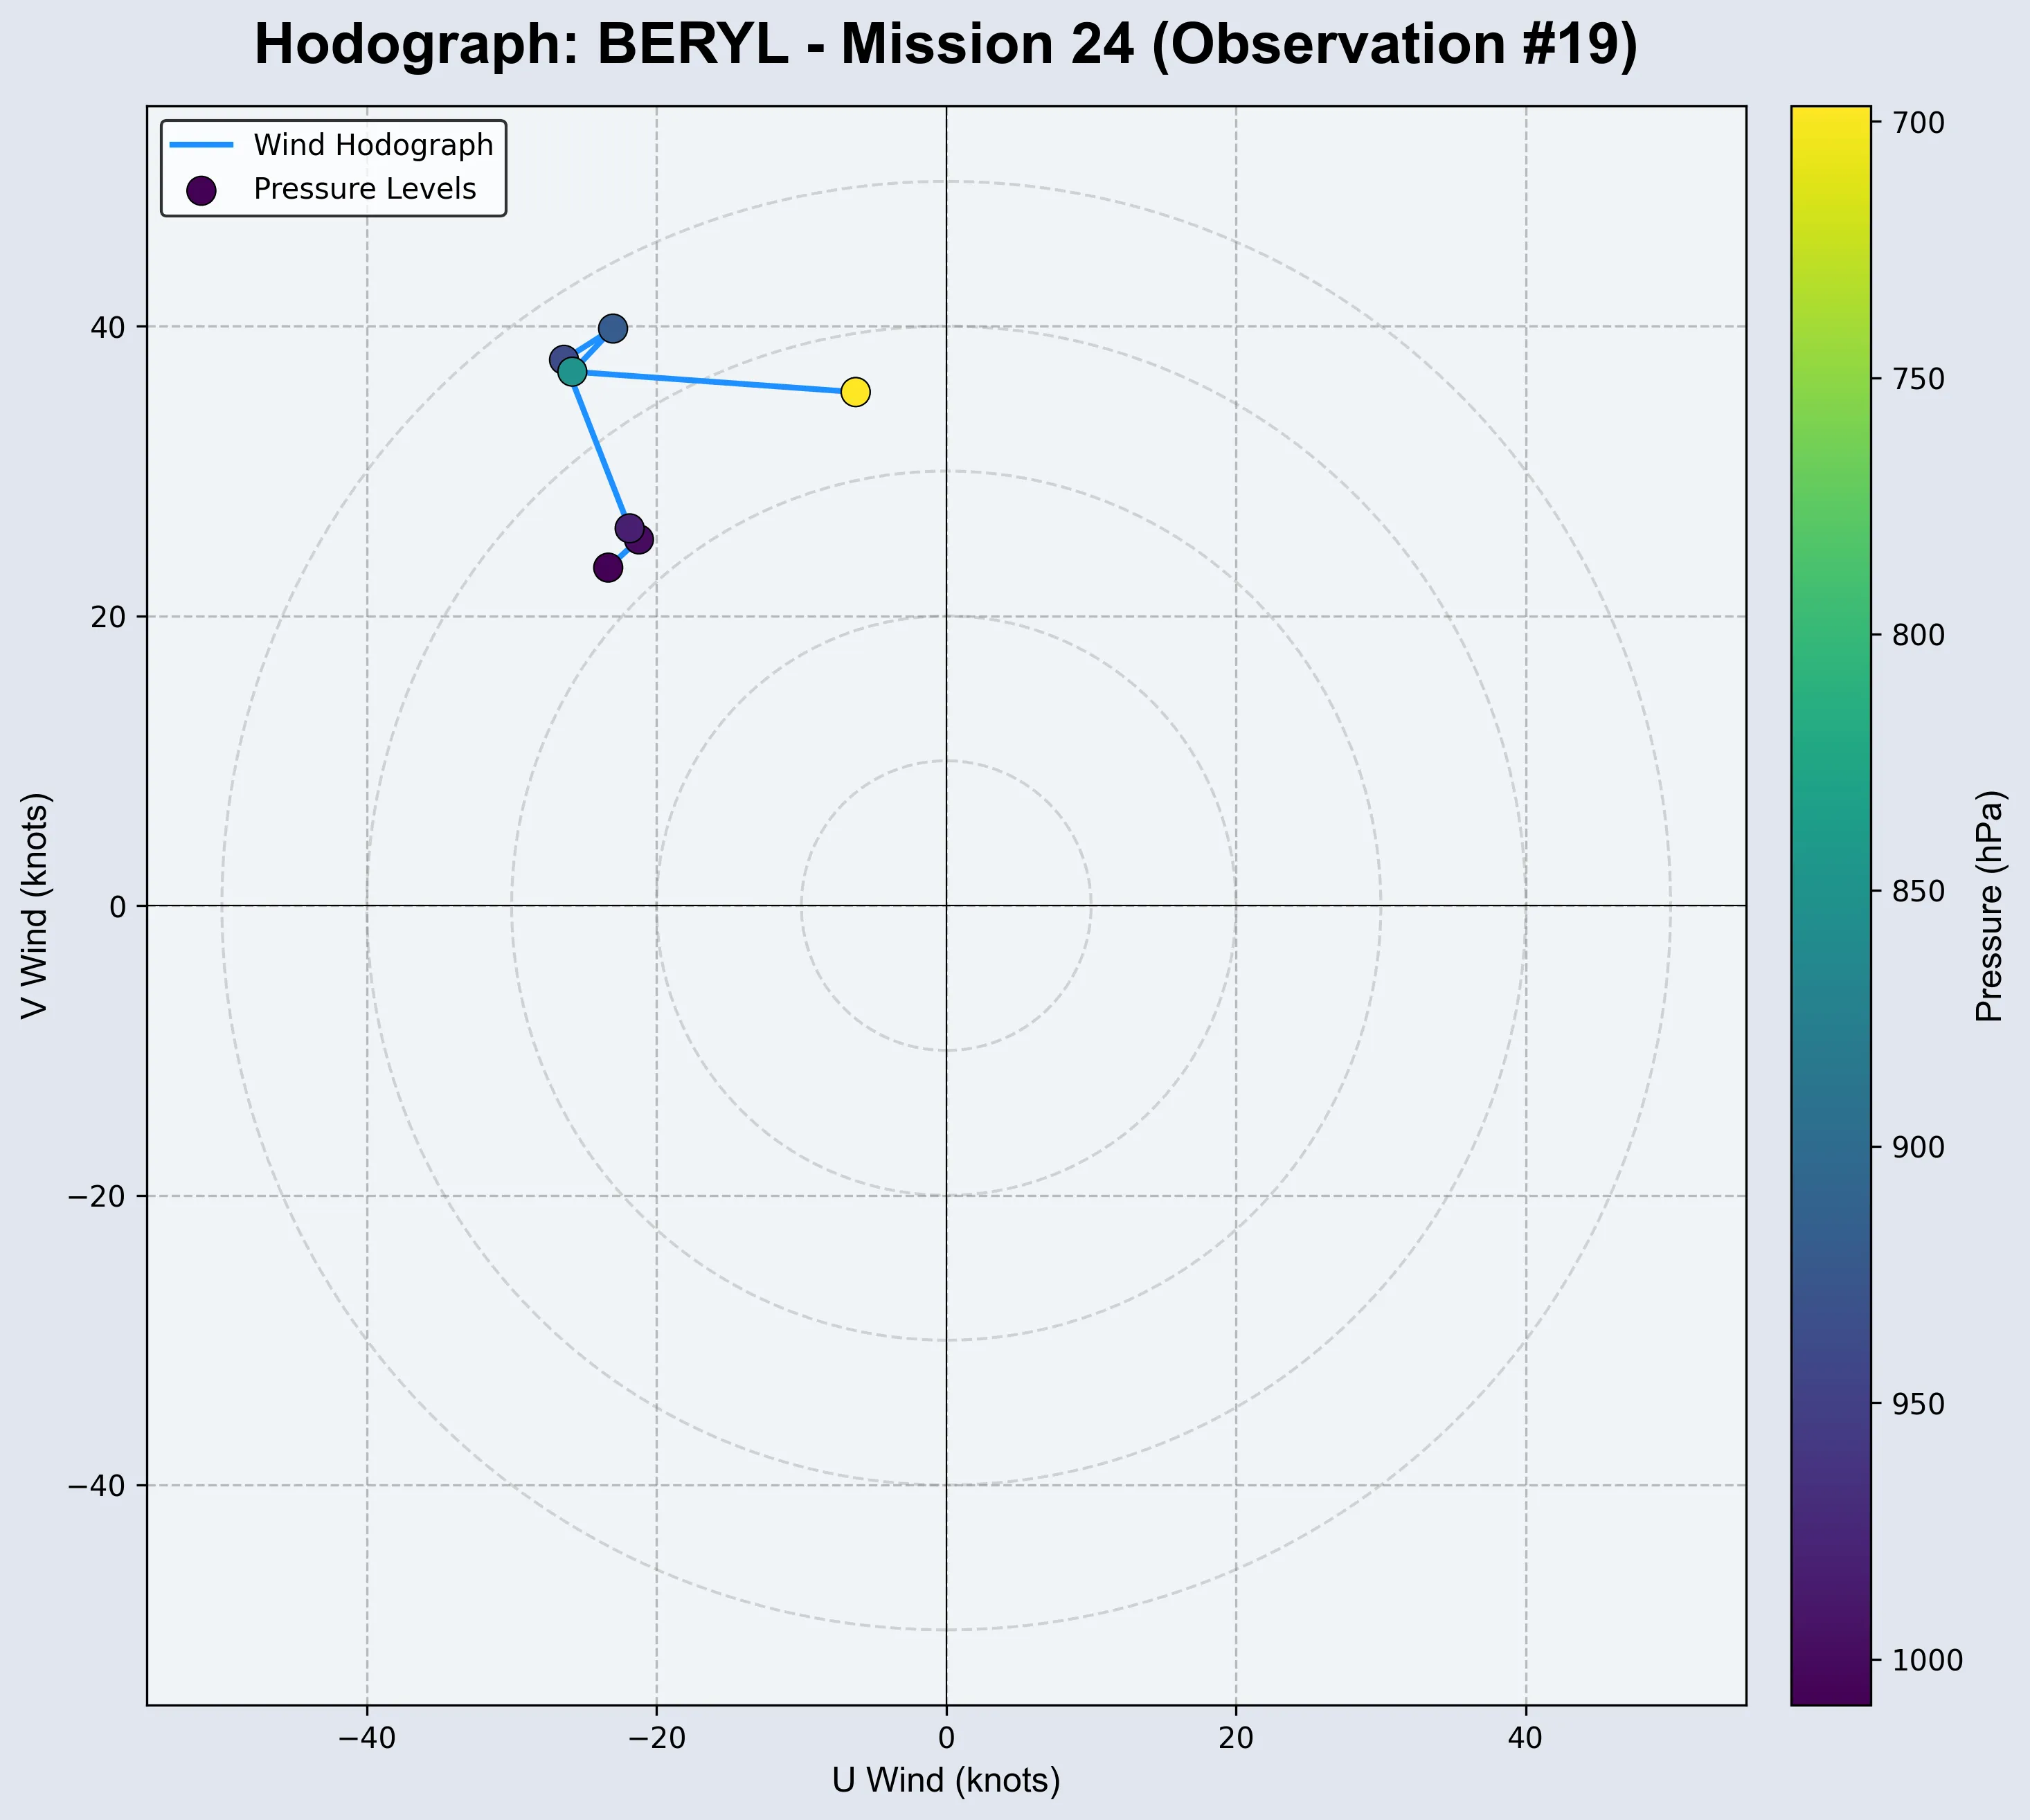 Hodograph: BERYL - Mission 24 (Observation #19)
Wind Hodograph
Pressure Levels
40
20
0
−20
−40
V Wind (knots)
−40
−20
0
20
40
U Wind (knots)
700
750
800
850
900
950
1000
Pressure (hPa)